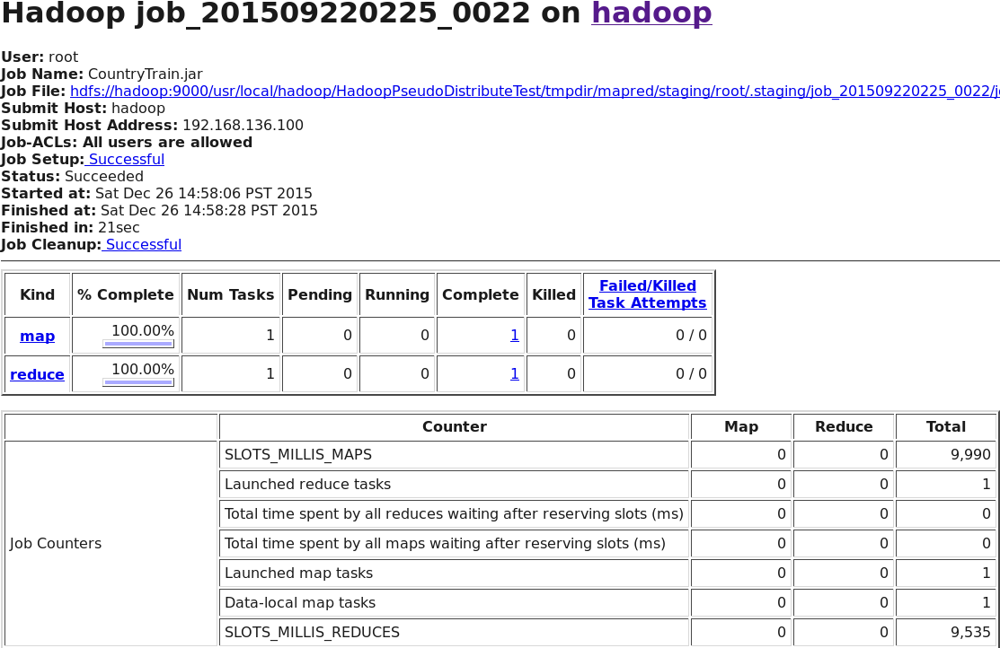 Hadoop job_201509220225_0022 on hadoop
User: root
Job Name: CountryTrain.jar
Job File: hdfs://hadoop:9000/usr/local/hadoop/HadoopPseudoDistributeTest/tmpdir/mapred/staging/root/.staging/job_201509220225_0022/j
Submit Host: hadoop
Submit Host Address: 192.168.136.100
Job-ACLs: All users are allowed
Job Setup: Successful
Status: Succeeded
Started at: Sat Dec 26 14:58:06 PST 2015
Finished at: Sat Dec 26 14:58:28 PST 2015
Finished in: 21sec
Job Cleanup: Successful
Kind % Complete Num Tasks Pending Running Complete Killed Failed/Killed
Task Attempts
map 100.00% 1 0 0 1 0 0 / 0
reduce 100.00% 1 0 0 1 0 0 / 0
Counter Map Reduce Total
Job Counters
SLOTS_MILLIS_MAPS 0 0 9,990
Launched reduce tasks 0 0 1
Total time spent by all reduces waiting after reserving slots (ms) 0 0 0
Total time spent by all maps waiting after reserving slots (ms) 0 0 0
Launched map tasks 0 0 1
Data-local map tasks 0 0 1
SLOTS_MILLIS_REDUCES 0 0 9,535